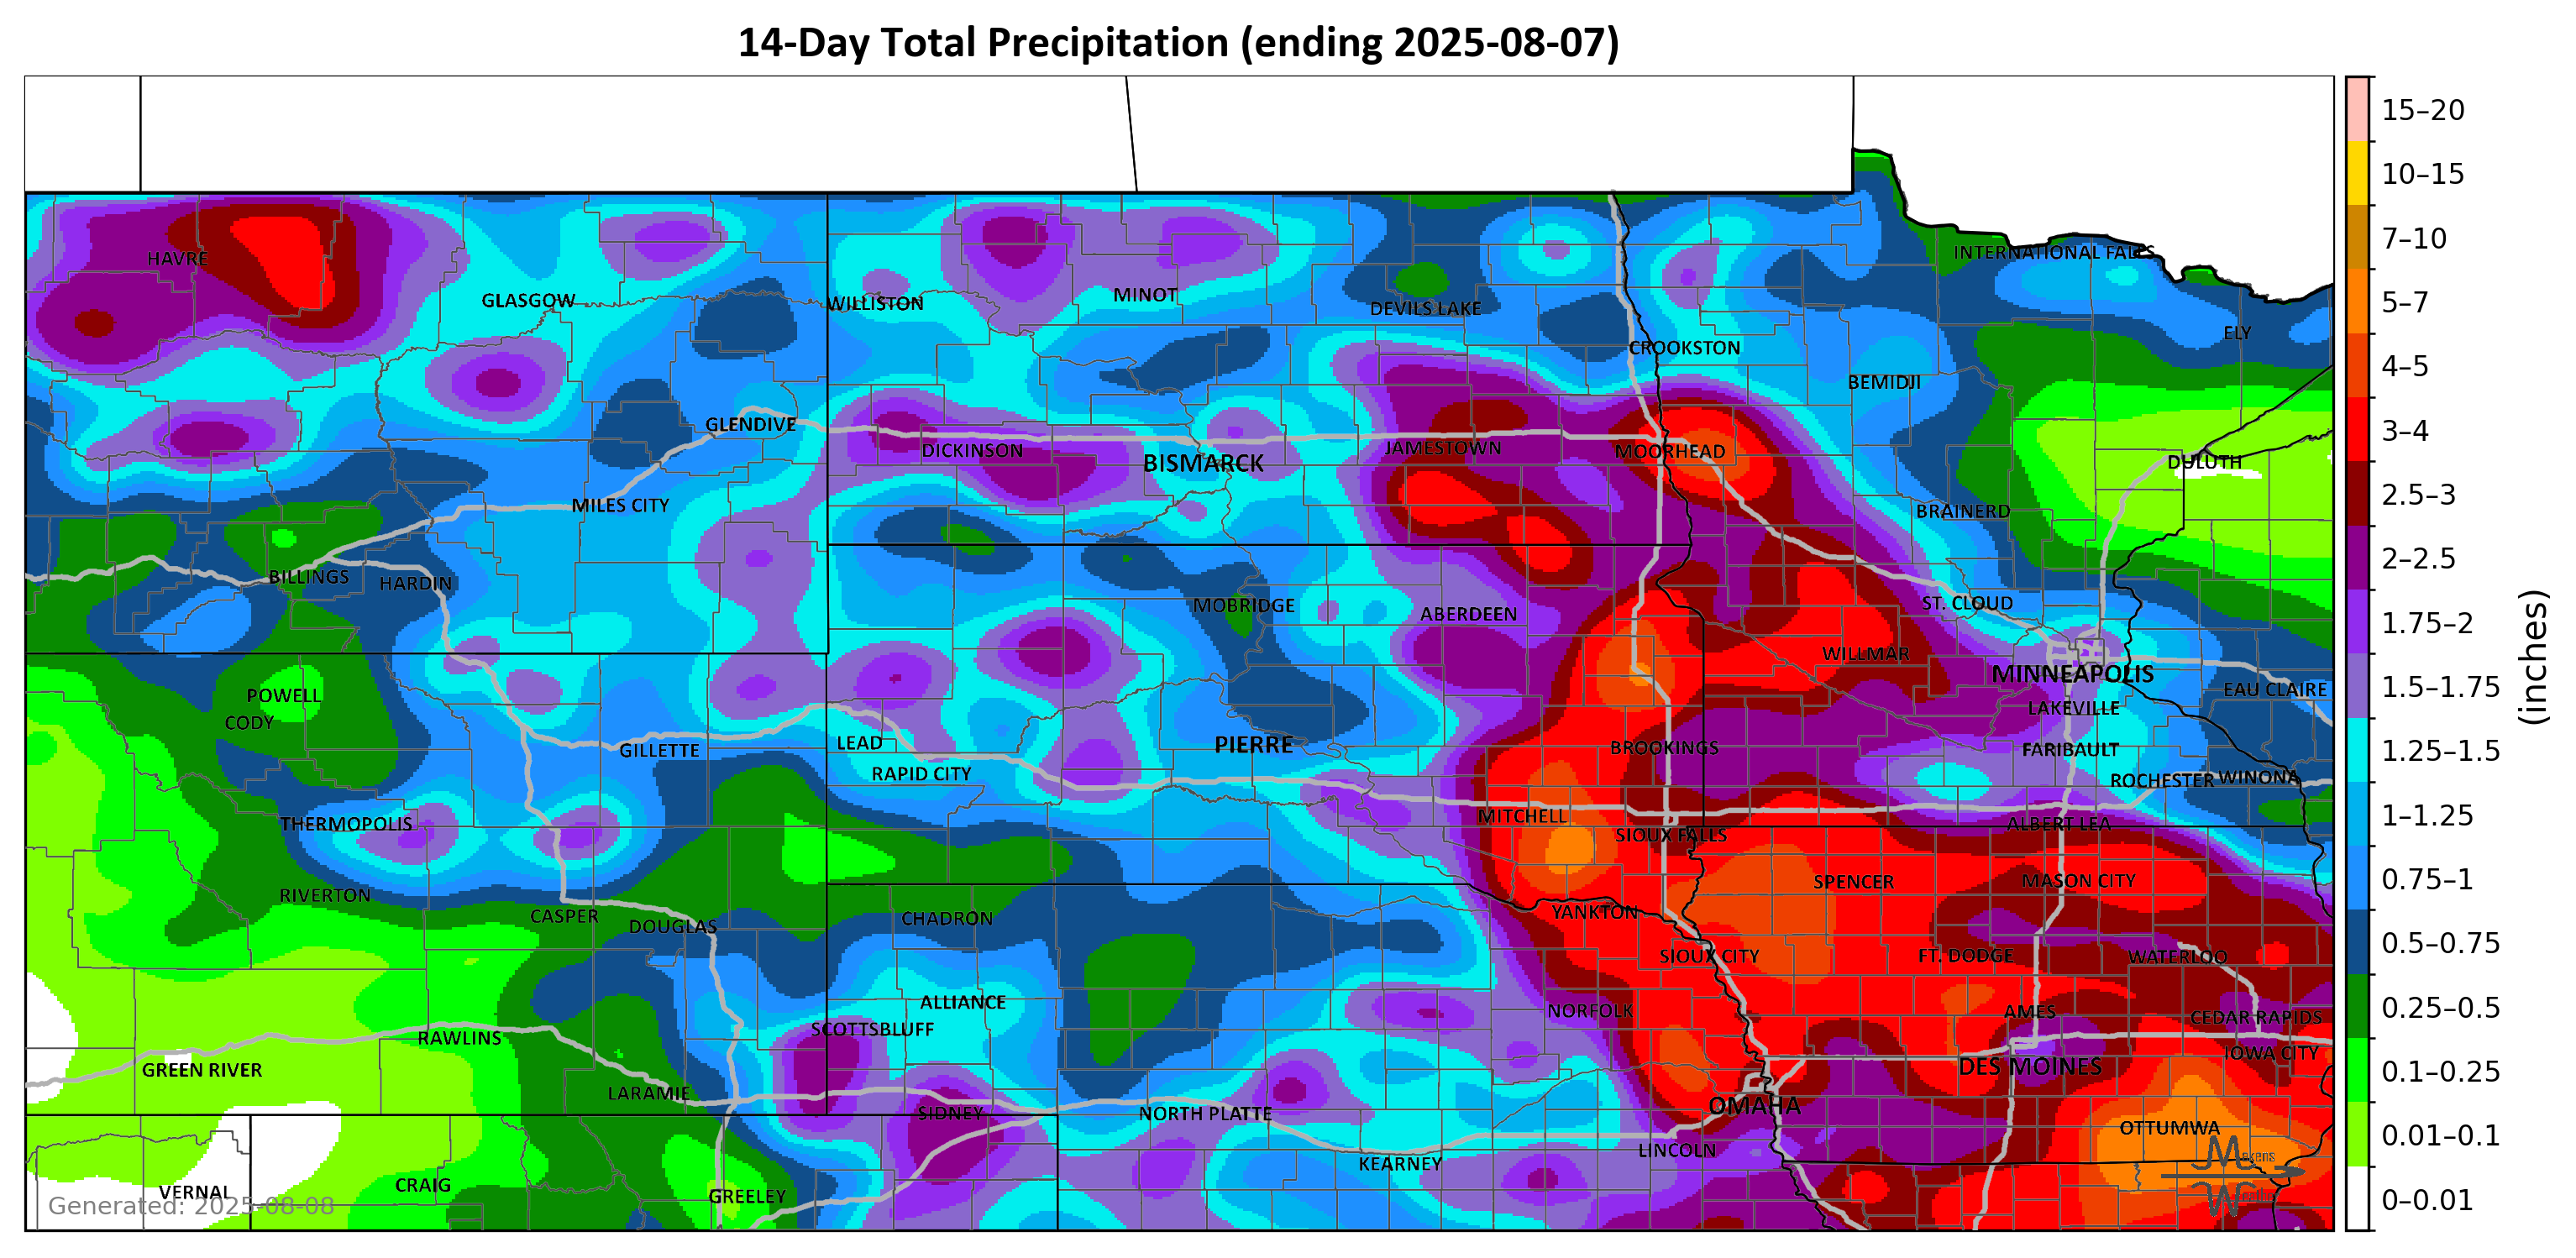 14-Day Total Precipitation (ending 2025-08-07)
15–20
10–15
7–10
5–7
4–5
3–4
2.5–3
2–2.5
1.75–2
1.5–1.75
1.25–1.5
1–1.25
0.75–1
0.5–0.75
0.25–0.5
0.1–0.25
0.01–0.1
0–0.01
(inches)
INTERNATIONAL FALLS
HAVRE
MINOT
GLASGOW
WILLISTON
DEVILS LAKE
ELY
CROOKSTON
BEMIDJI
GLENDIVE
DICKINSON
BISMARCK
JAMESTOWN
MOORHEAD
DULUTH
MILES CITY
BRAINERD
BILLINGS
HARDIN
MOBRIDGE
ABERDEEN
ST. CLOUD
WILLMAR
MINNEAPOLIS
EAU CLAIRE
POWELL
CODY
LAKEVILLE
GILLETTE
LEAD
PIERRE
BROOKINGS
FARIBAULT
RAPID CITY
ROCHESTER
WINONA
THERMOPOLIS
MITCHELL
SIOUX FALLS
ALBERT LEA
RIVERTON
SPENCER
MASON CITY
CASPER
DOUGLAS
CHADRON
YANKTON
SIOUX CITY
FT. DODGE
WATERLOO
ALLIANCE
NORFOLK
AMES
SCOTTSBLUFF
CEDAR RAPIDS
RAWLINS
IOWA CITY
GREEN RIVER
DES MOINES
LARAMIE
SIDNEY
NORTH PLATTE
OMAHA
OTTUMWA
LINCOLN
KEARNEY
VERNAL
CRAIG
GREELEY
Generated: 2025-08-08